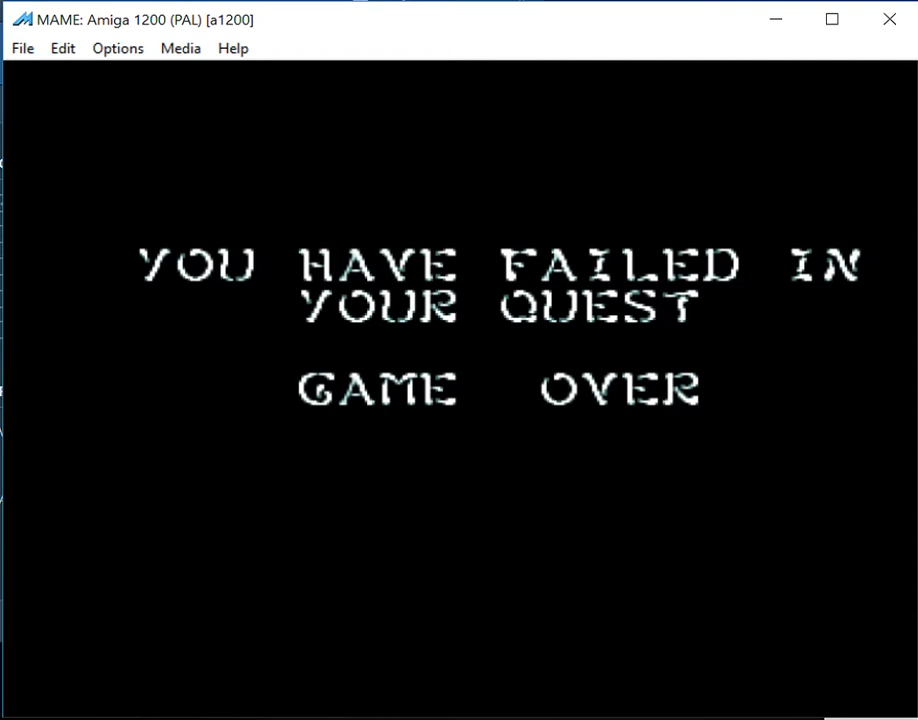 MAME: Amiga 1200 (PAL) [a1200]
File Edit Options Media Help
YOU HAVE FAILED IN
YOUR QUEST
GAME OVER